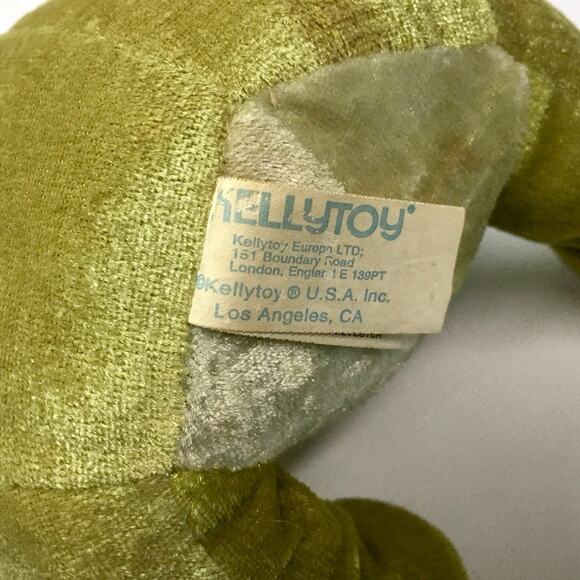 KELLYTOY®
Kellytoy Europe LTD;
151 Boundary Road
London, England E 139PT
©Kellytoy ® U.S.A. Inc.
Los Angeles, CA